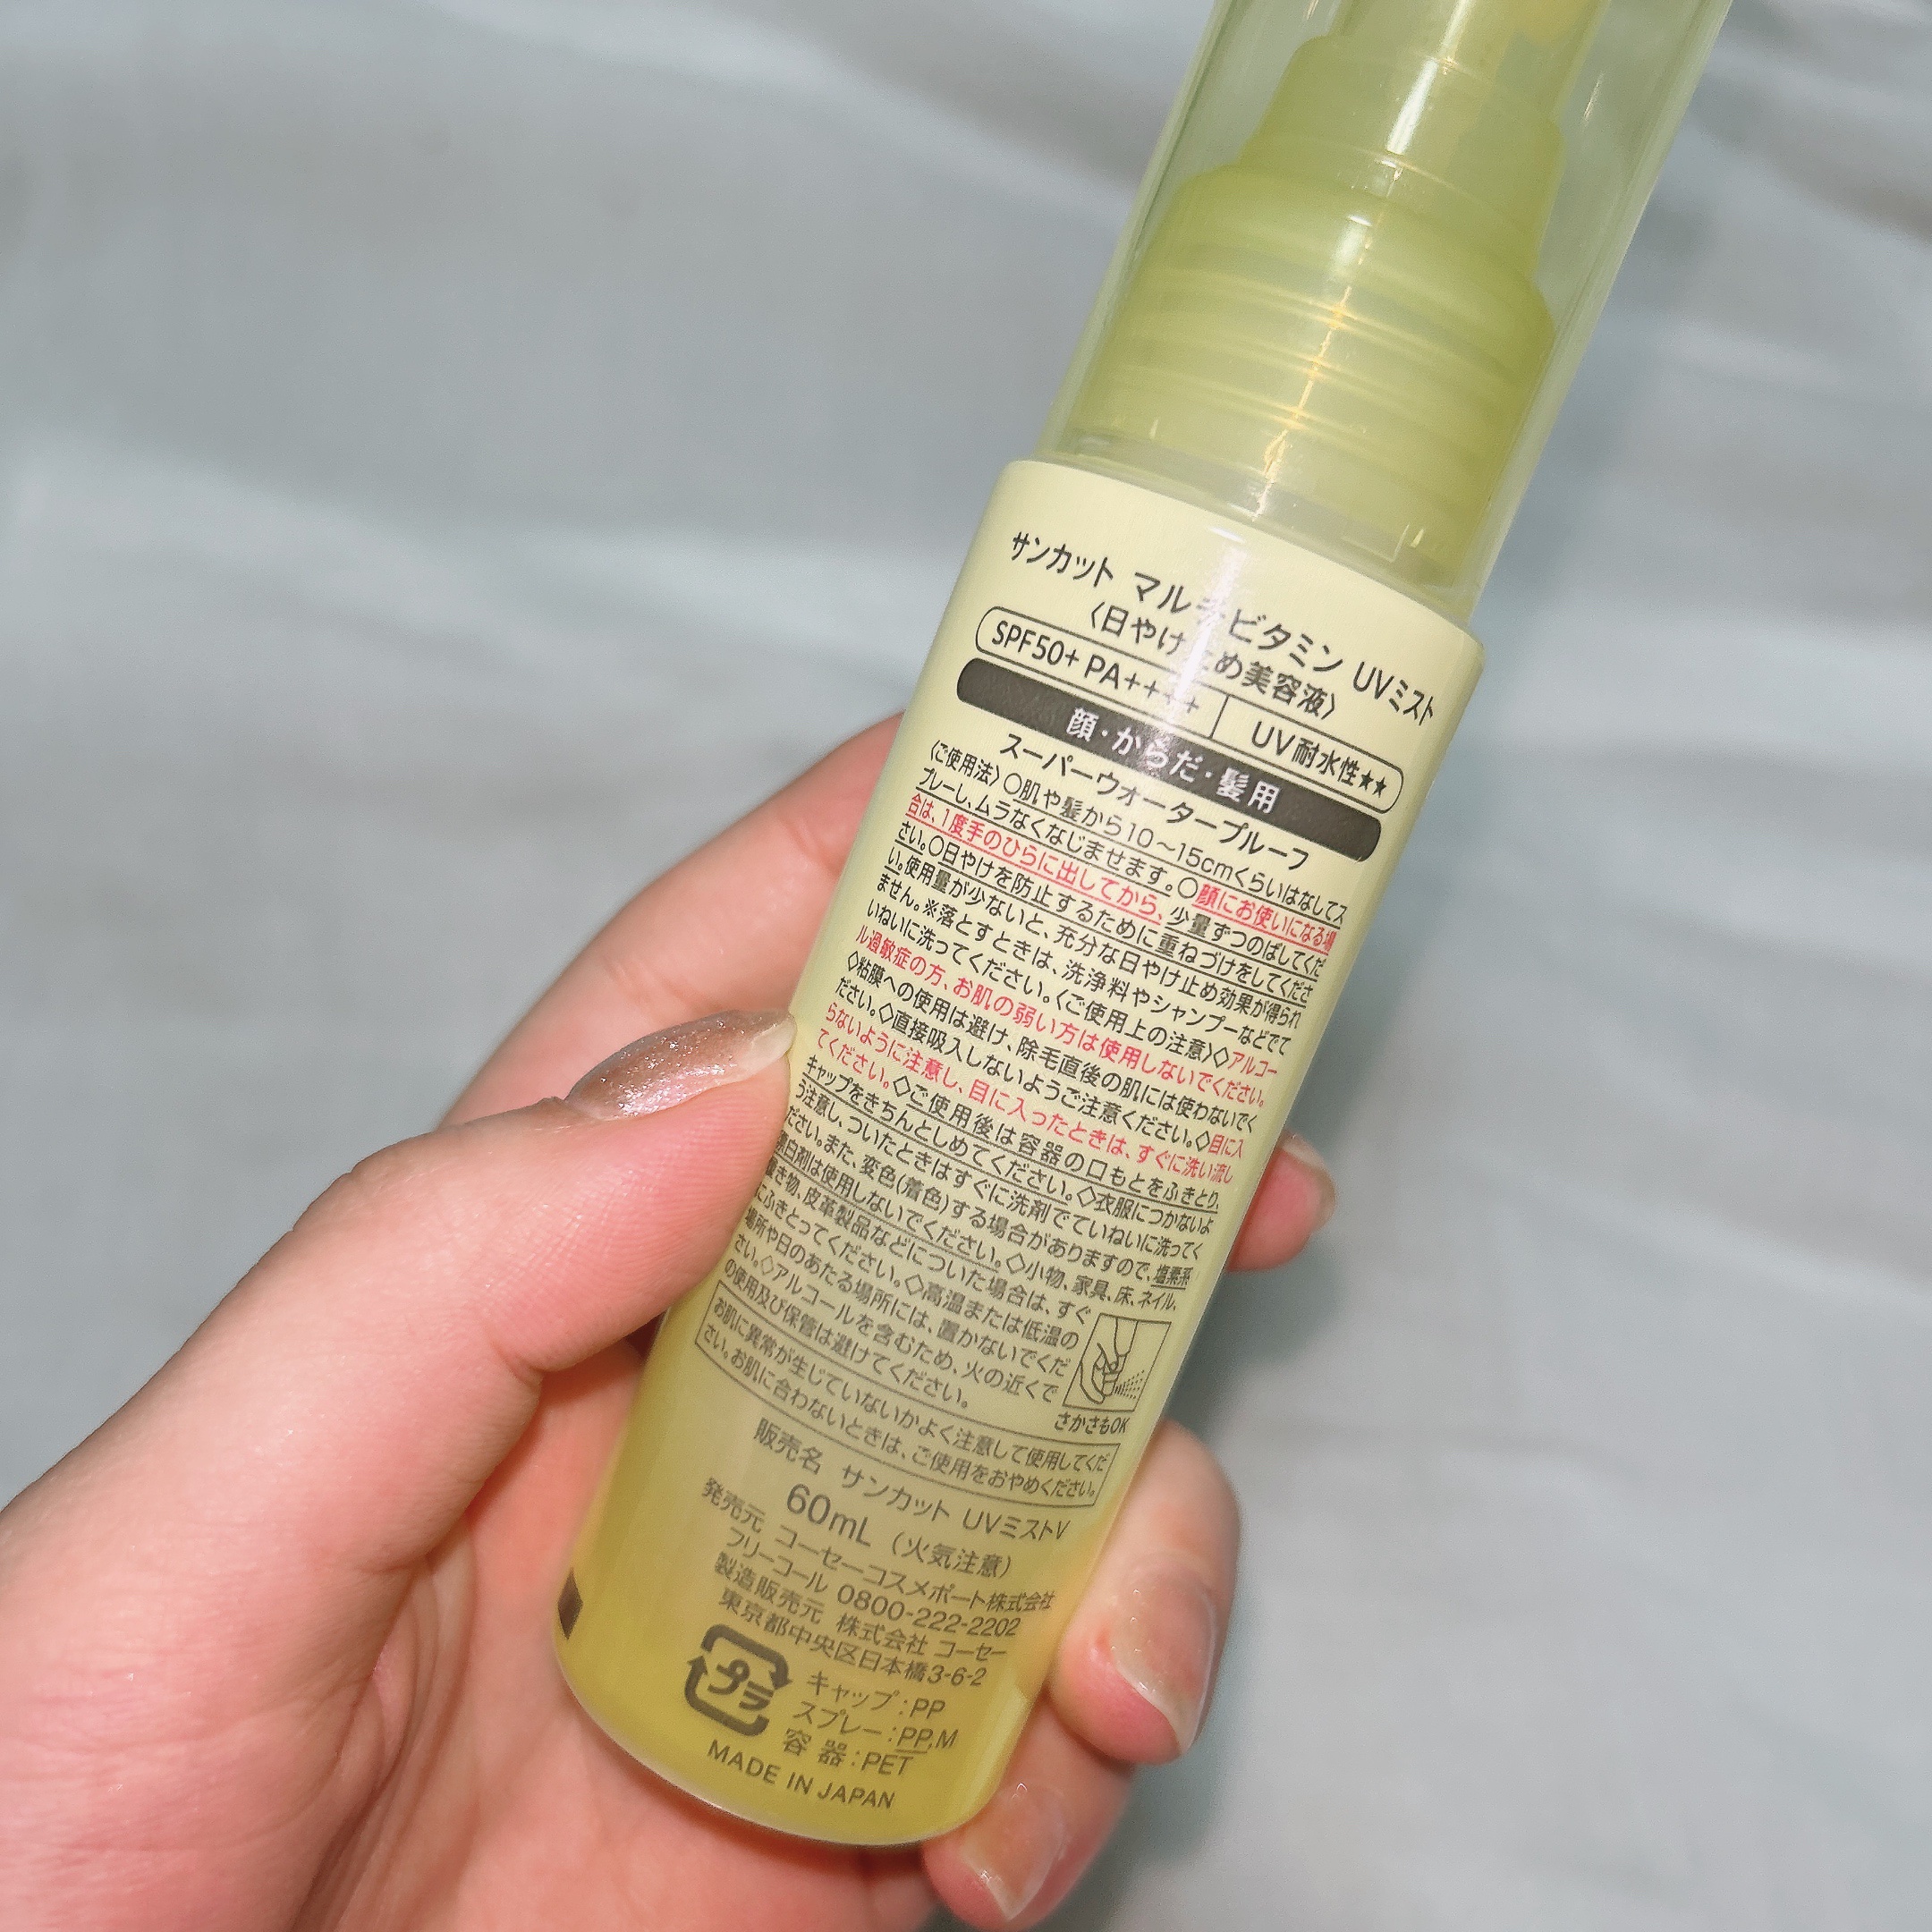 サンカット マルチビタミン UVミスト
〈日やけ止め美容液〉
SPF50+ PA++++ UV耐水性★★
顔・からだ・髪用
スーパーウォータープルーフ
〈ご使用法〉○肌や髪から10～15cmくらいはなしてス
プレーし、ムラなくなじませます。○顔にお使いになる場
合は、1度手のひらに出してから、少量ずつのばしてくだ
さい。○日やけを防止するために重ねづけをしてくださ
い。使用量が少ないと、充分な日やけ止め効果が得られ
ません。※落とすときは、洗浄料やシャンプーなどでて
いねいに洗ってください。〈ご使用上の注意〉◇アルコー
ル過敏症の方、お肌の弱い方は使用しないでください。
◇粘膜への使用は避け、除毛直後の肌には使わないでく
ださい。◇直接吸入しないようご注意ください。◇目に入
らないように注意し、目に入ったときは、すぐに洗い流し
てください。◇ご使用後は容器の口もとをふきとり、
キャップをきちんとしめてください。◇衣服につかないよ
う注意し、ついたときはすぐに洗剤でていねいに洗ってく
ださい。また、変色(着色)する場合がありますので、塩素系
漂白剤は使用しないでください。◇小物、家具、床、ネイル、
置き物、皮革製品などについた場合は、すぐ
にふきとってください。◇高温または低温の
場所や日のあたる場所には、置かないでくだ
さい。◇アルコールを含むため、火の近くで
の使用及び保管は避けてください。
さかさもOK
お肌に異常が生じていないかよく注意して使用してくだ
さい。お肌に合わないときは、ご使用をおやめください。
販売名 サンカット UVミストV
60mL (火気注意)
発売元 コーセーコスメポート株式会社
フリーコール 0800-222-2202
製造販売元 株式会社 コーセー
東京都中央区日本橋3-6-2
プラ
キャップ:PP
スプレー:PP,M
容器:PET
MADE IN JAPAN